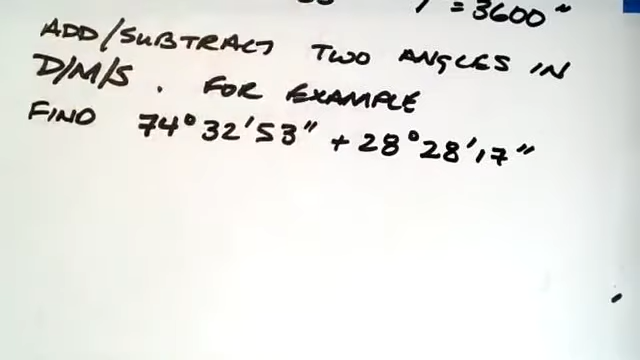 1° = 3600"
ADD/SUBTRACT TWO ANGLES IN
D/M/S. FOR EXAMPLE
FIND 74° 32' 53" + 28° 28' 17"